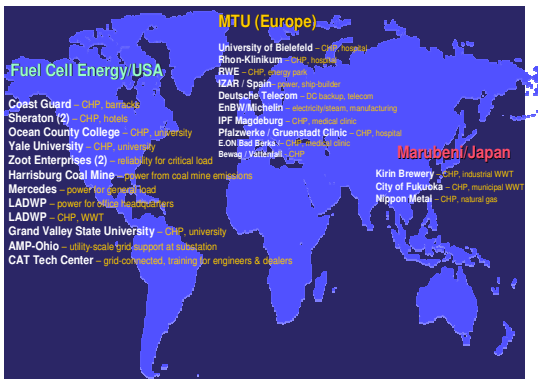 MTU (Europe)
University of Bielefeld – CHP, hospital
Rhon-Klinikum – CHP, hospital
RWE – CHP, energy park
IZAR / Spain– power, ship-builder
Deutsche Telecom – DC backup, telecom
EnBW/Michelin – electricity/steam, manufacturing
IPF Magdeburg – CHP, medical clinic
Pfalzwerke / Gruenstadt Clinic – CHP, hospital
E.ON Bad Berka – CHP, medical clinic
Bewag / Vattenfall – CHP
Fuel Cell Energy/USA
Coast Guard – CHP, barracks
Sheraton (2) – CHP, hotels
Ocean County College – CHP, university
Yale University – CHP, university
Zoot Enterprises (2) – reliability for critical load
Harrisburg Coal Mine – power from coal mine emissions
Mercedes – power for general load
LADWP – power for office headquarters
LADWP – CHP, WWT
Grand Valley State University – CHP, university
AMP-Ohio – utility-scale grid-support at substation
CAT Tech Center – grid-connected, training for engineers & dealers
Marubeni/Japan
Kirin Brewery – CHP, industrial WWT
City of Fukuoka – CHP, municipal WWT
Nippon Metal – CHP, natural gas